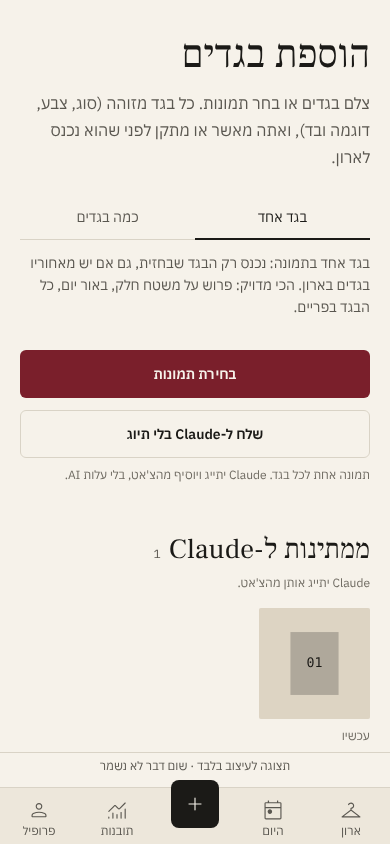 הוספת בגדים
צלם בגדים או בחר תמונות. כל בגד מזוהה (סוג, צבע,
דוגמה ובד), ואתה מאשר או מתקן לפני שהוא נכנס
לארון.
בגד אחד
כמה בגדים
בגד אחד בתמונה: נכנס רק הבגד שבחזית, גם אם יש מאחוריו
בגדים בארון. הכי מדויק: פרוש על משטח חלק, באור יום, כל
הבגד בפריים.
בחירת תמונות
שלח ל-Claude בלי תיוג
תמונה אחת לכל בגד. Claude יתייג ויוסיף מהצ'אט, בלי עלות AI.
ממתינות ל-Claude 1
Claude יתייג אותן מהצ'אט.
01
עכשיו
תצוגה לעיצוב בלבד · שום דבר לא נשמר
ארון
היום
תובנות
פרופיל